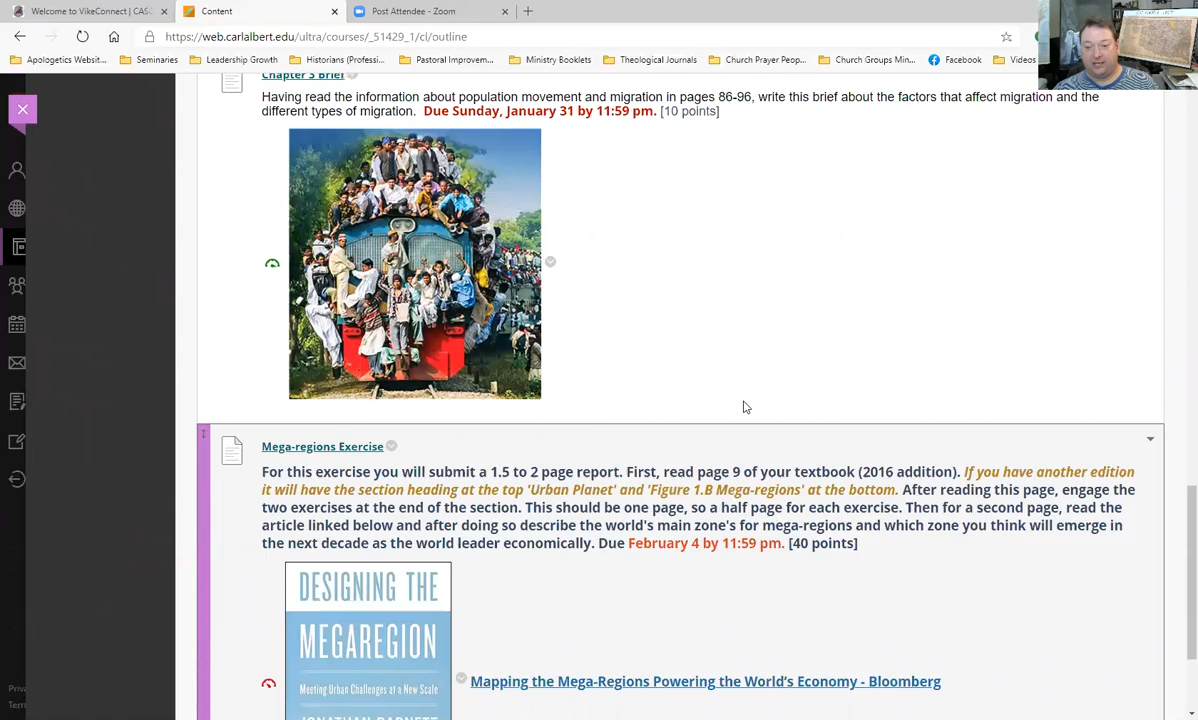 Welcome to VikeConnect | CAS
Content
Post Attendee - Zoom
https://web.carlalbert.edu/ultra/courses/_51429_1/cl/outline
Apologetics Websit...
Seminaries
Leadership Growth
Historians (Professi...
Pastoral Improvem...
Ministry Booklets
Theological Journals
Church Prayer Peop...
Church Groups Min...
Facebook
Videos
Chapter 3 Brief
Having read the information about population movement and migration in pages 86-96, write this brief about the factors that affect migration and the
different types of migration. Due Sunday, January 31 by 11:59 pm. [10 points]
Mega-regions Exercise
For this exercise you will submit a 1.5 to 2 page report. First, read page 9 of your textbook (2016 addition). If you have another edition
it will have the section heading at the top 'Urban Planet' and 'Figure 1.B Mega-regions' at the bottom. After reading this page, engage the
two exercises at the end of the section. This should be one page, so a half page for each exercise. Then for a second page, read the
article linked below and after doing so describe the world's main zone's for mega-regions and which zone you think will emerge in
the next decade as the world leader economically. Due February 4 by 11:59 pm. [40 points]
DESIGNING THE
MEGAREGION
Meeting Urban Challenges at a New Scale
JONATHAN BARNETT
Mapping the Mega-Regions Powering the World's Economy - Bloomberg
Priva
Term